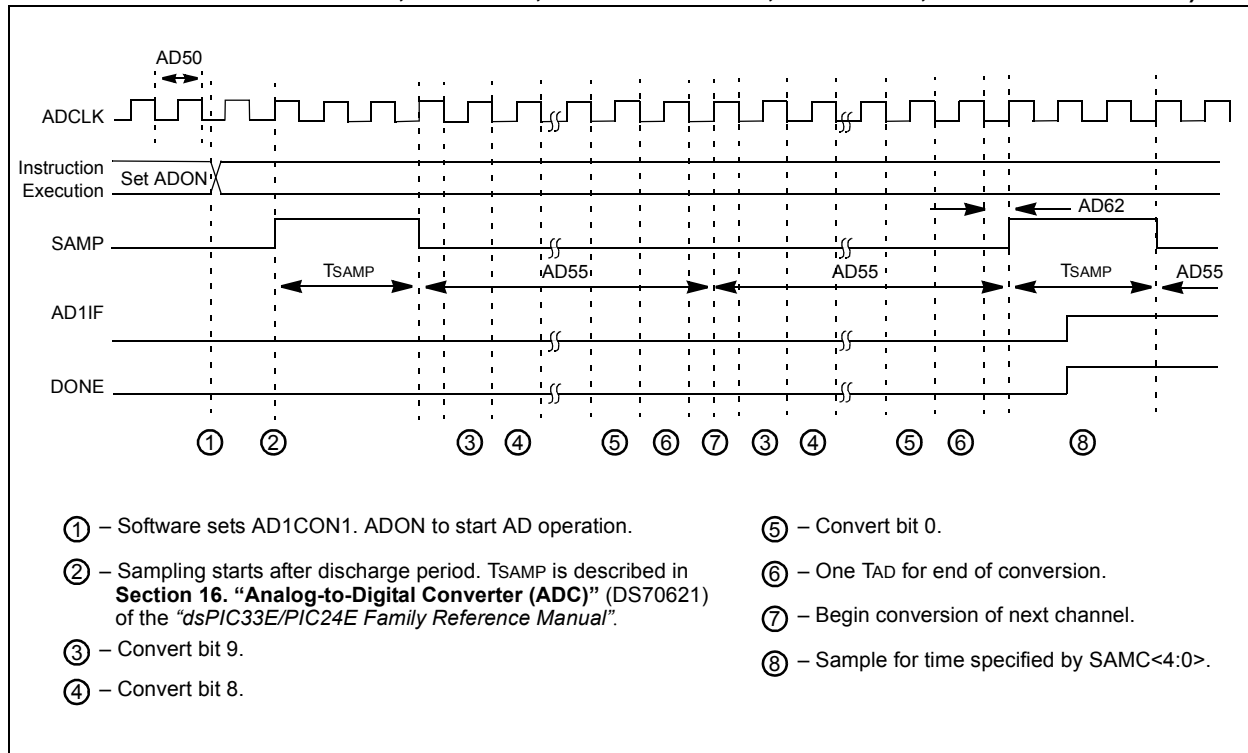 AD50
ADCLK
Instruction
Execution
Set ADON
AD62
SAMP
TSAMP
AD55
AD55
TSAMP
AD55
AD1IF
DONE
1 2 3 4 5 6 7 3 4 5 6 8
1 – Software sets AD1CON1. ADON to start AD operation.
2 – Sampling starts after discharge period. TSAMP is described in
Section 16. “Analog-to-Digital Converter (ADC)” (DS70621)
of the “dsPIC33E/PIC24E Family Reference Manual”.
3 – Convert bit 9.
4 – Convert bit 8.
5 – Convert bit 0.
6 – One TAD for end of conversion.
7 – Begin conversion of next channel.
8 – Sample for time specified by SAMC<4:0>.